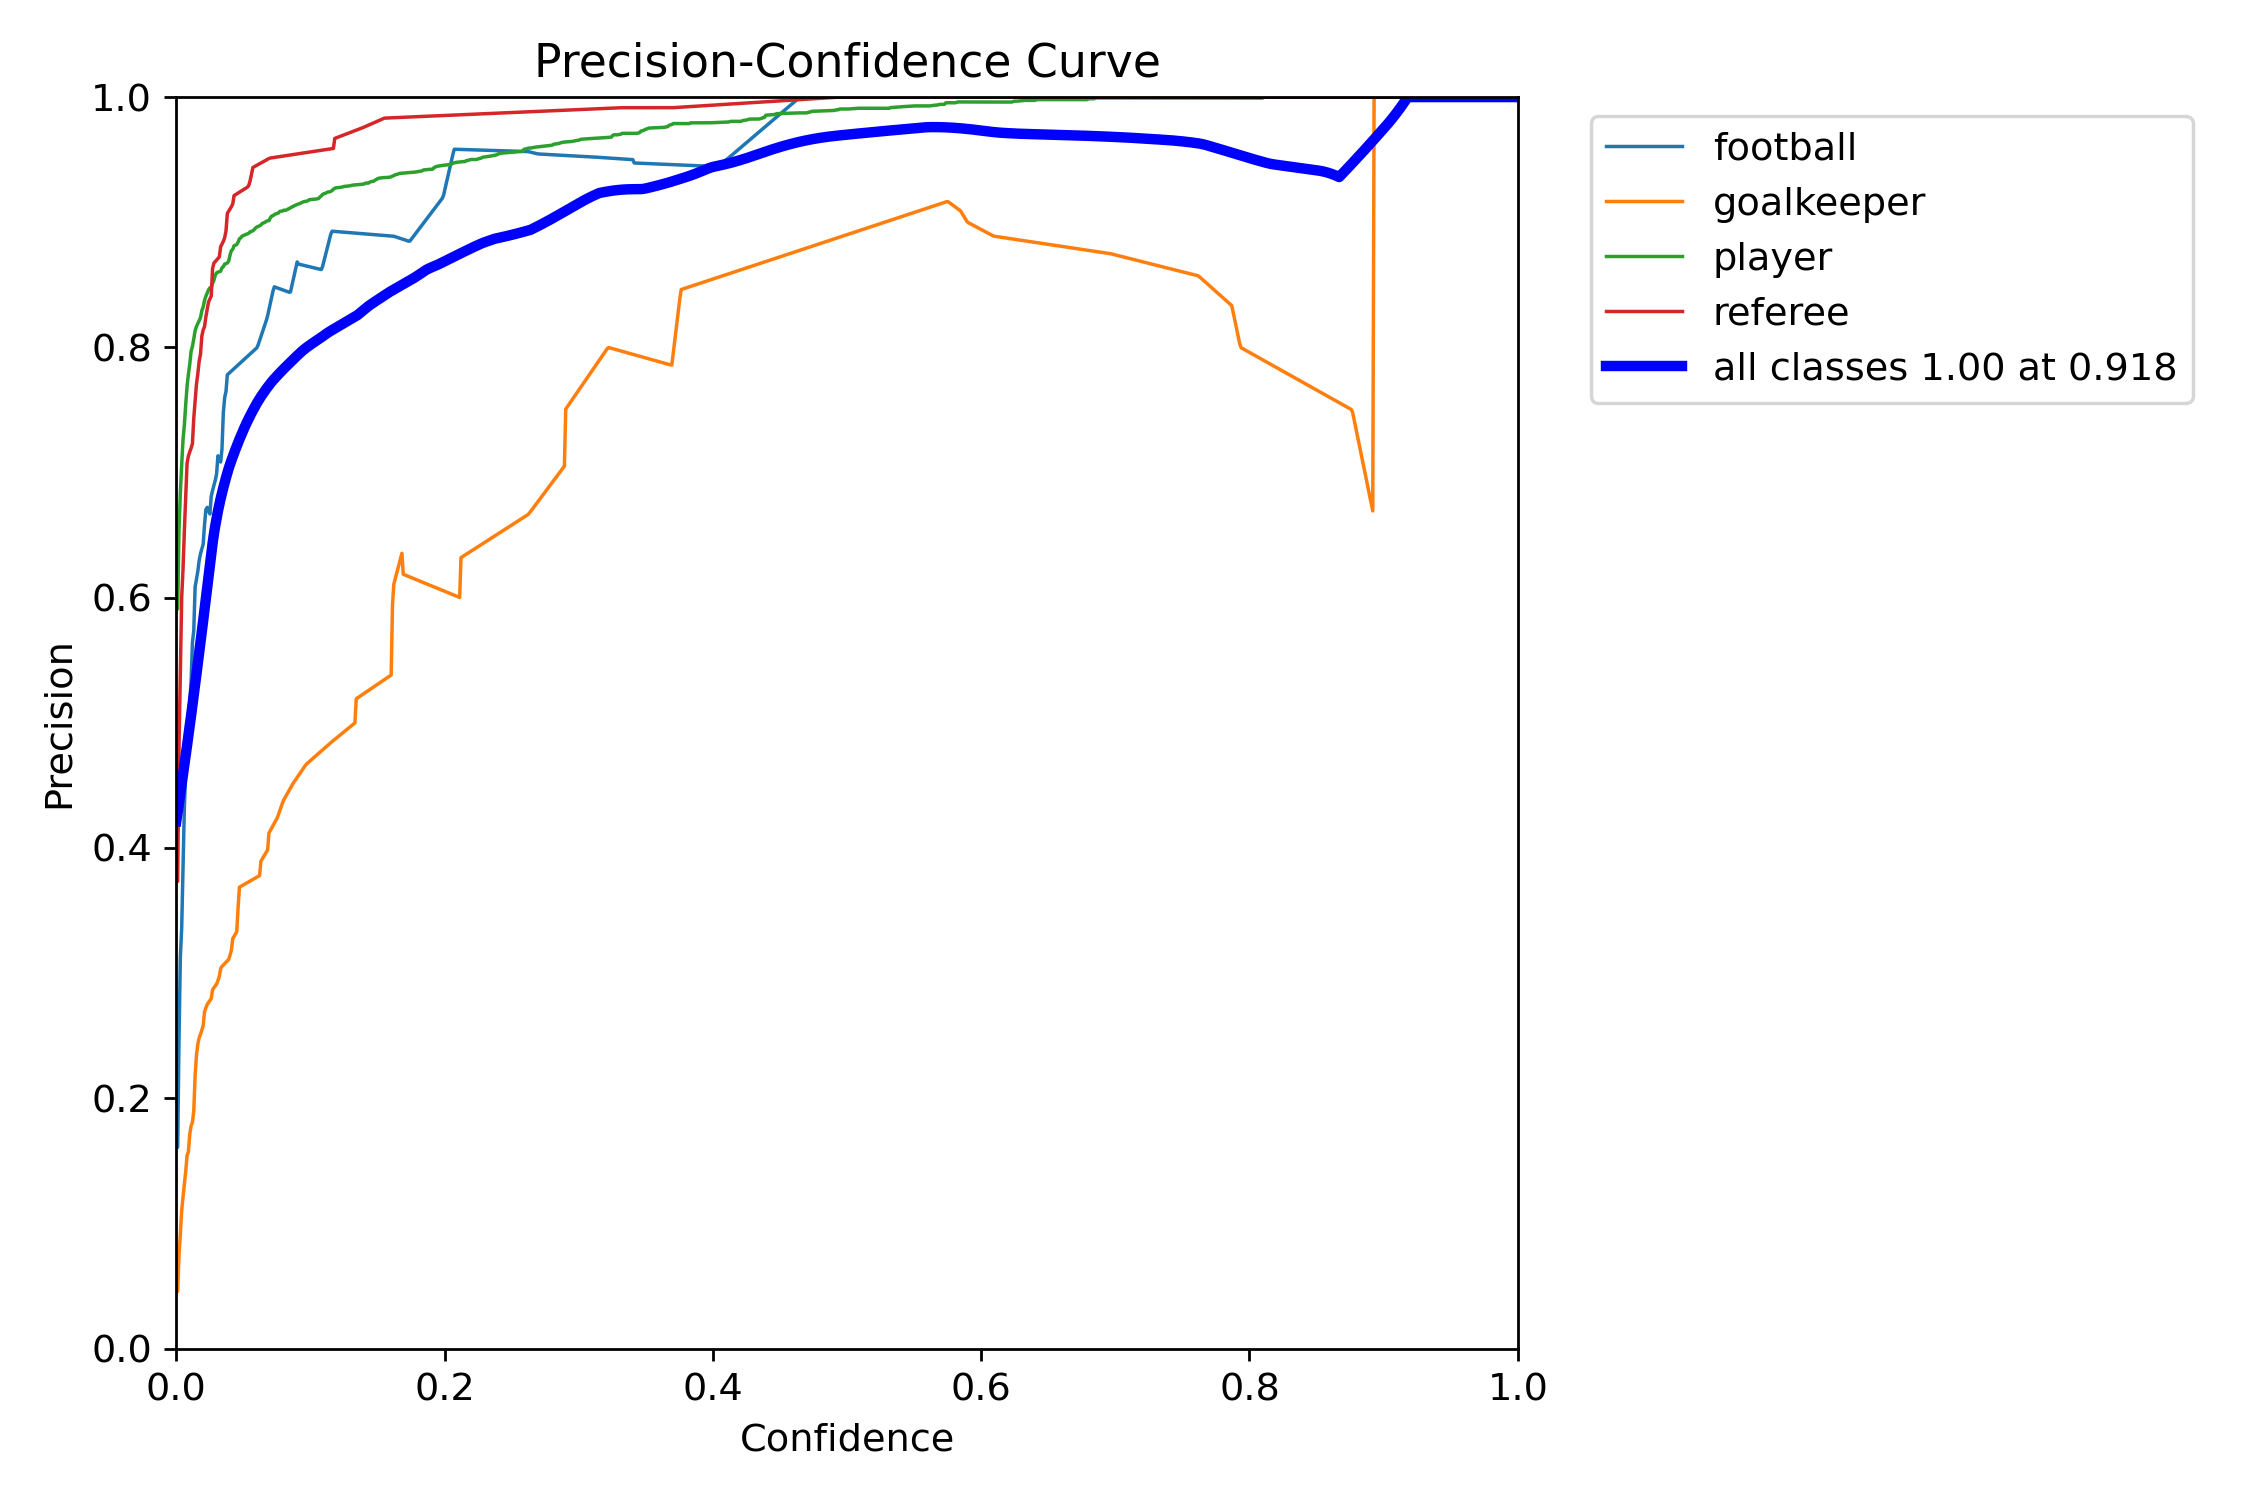 Precision-Confidence Curve
1.0
0.8
0.6
0.4
0.2
0.0
Precision
0.0 0.2 0.4 0.6 0.8 1.0
Confidence
football
goalkeeper
player
referee
all classes 1.00 at 0.918